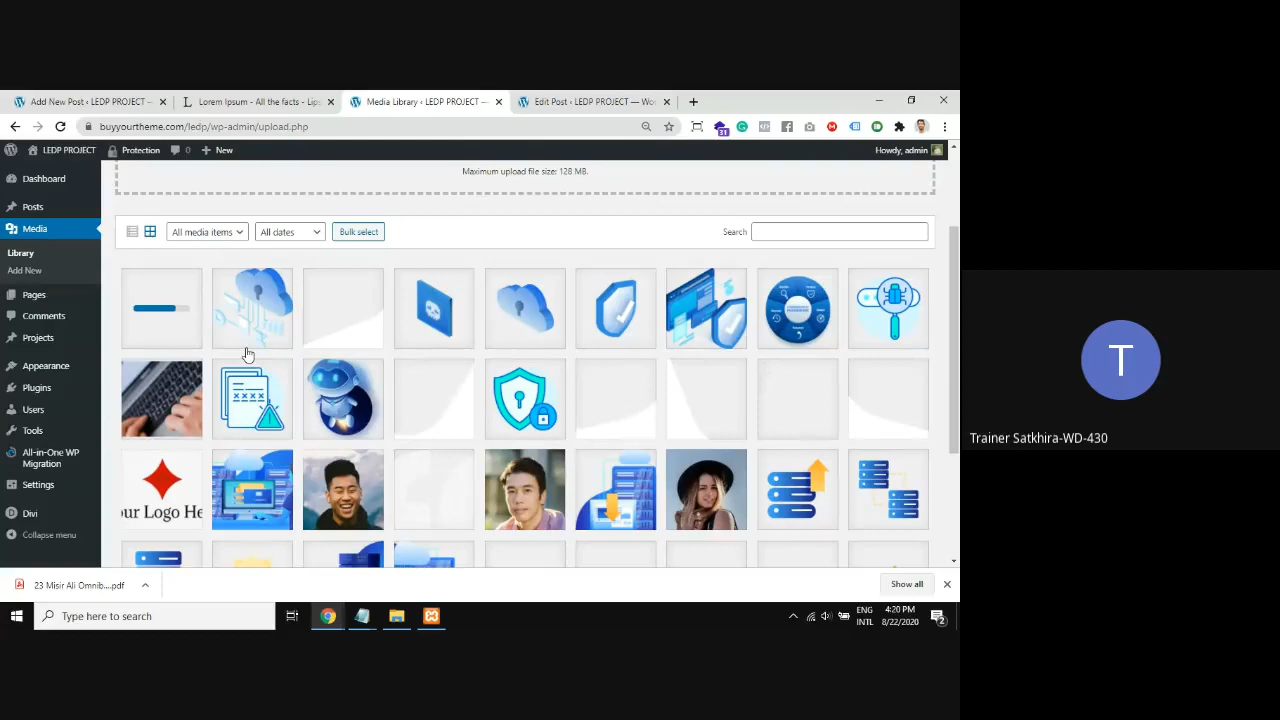 Add New Post ‹ LEDP PROJECT —
Lorem Ipsum - All the facts - Lip
Media Library ‹ LEDP PROJECT —
Edit Post ‹ LEDP PROJECT — Wo
buyyourtheme.com/ledp/wp-admin/upload.php
31
LEDP PROJECT
Protection
0
New
Howdy, admin
Dashboard
Posts
Media
Library
Add New
Pages
Comments
Projects
Appearance
Plugins
Users
Tools
All-in-One WP
Migration
Settings
Divi
Collapse menu
Maximum upload file size: 128 MB.
All media items
All dates
Bulk select
Search
our Logo He
T
Trainer Satkhira-WD-430
23 Misir Ali Omnib....pdf
Show all
Type here to search
ENG
INTL
4:20 PM
8/22/2020
2